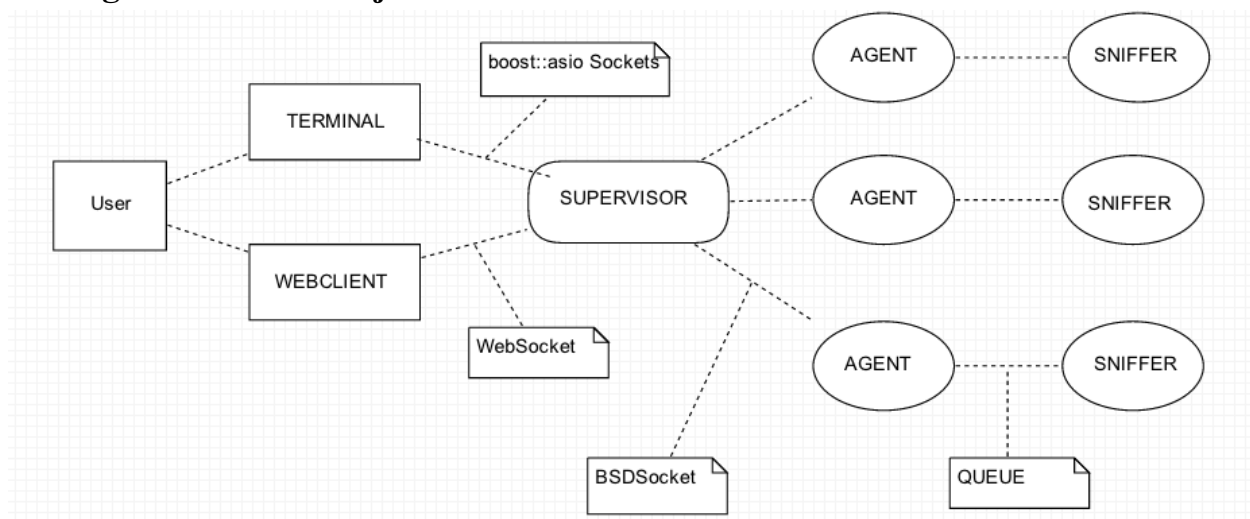 boost::asio Sockets
AGENT
SNIFFER
TERMINAL
User
SUPERVISOR
AGENT
SNIFFER
WEBCLIENT
WebSocket
AGENT
SNIFFER
BSDSocket
QUEUE